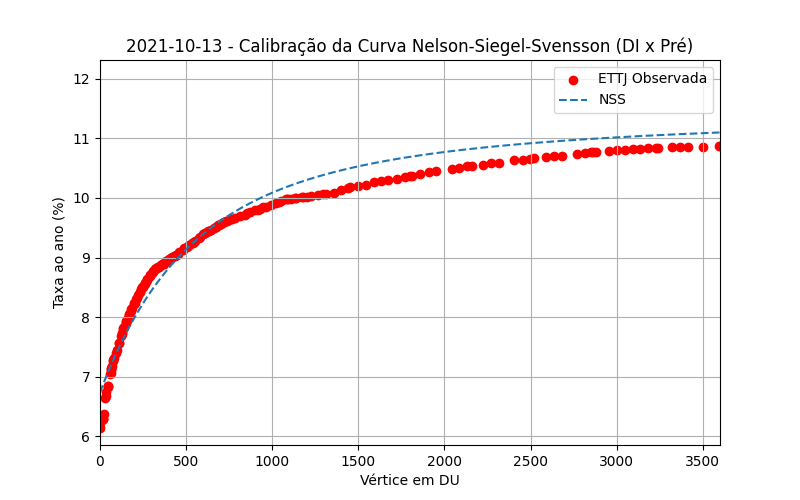 2021-10-13 - Calibração da Curva Nelson-Siegel-Svensson (DI x Pré)
ETTJ Observada
NSS
Taxa ao ano (%)
12
11
10
9
8
7
6
0 500 1000 1500 2000 2500 3000 3500
Vértice em DU